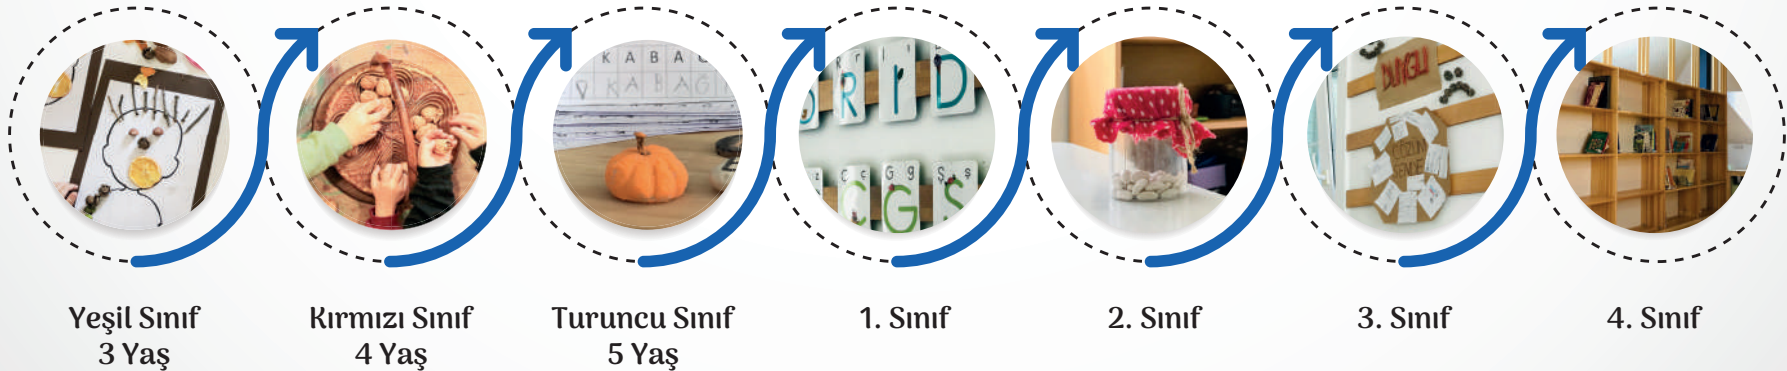 Yeşil Sınıf
3 Yaş
Kırmızı Sınıf
4 Yaş
Turuncu Sınıf
5 Yaş
1. Sınıf
2. Sınıf
3. Sınıf
4. Sınıf
K A B A
K A B A Ğ
R I D
Ç G Ş
DUYGU